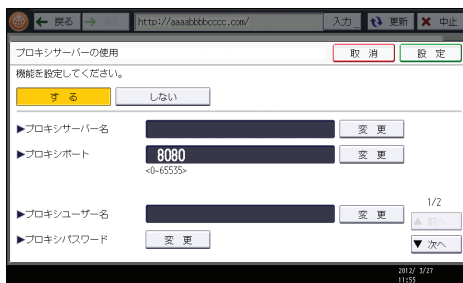 ← 戻る → http://aaaabbbbcccc.com/ 入力 更新 ✖ 中止
プロキシサーバーの使用 取 消 設 定
機能を設定してください。
す る しない
▶プロキシサーバー名 変 更
▶プロキシポート 8080 変 更
<0~65535>
1/2
▶プロキシユーザー名 変 更 ▲ 前へ
▶プロキシパスワード 変 更 ▼ 次へ
2012/ 3/27
11:55